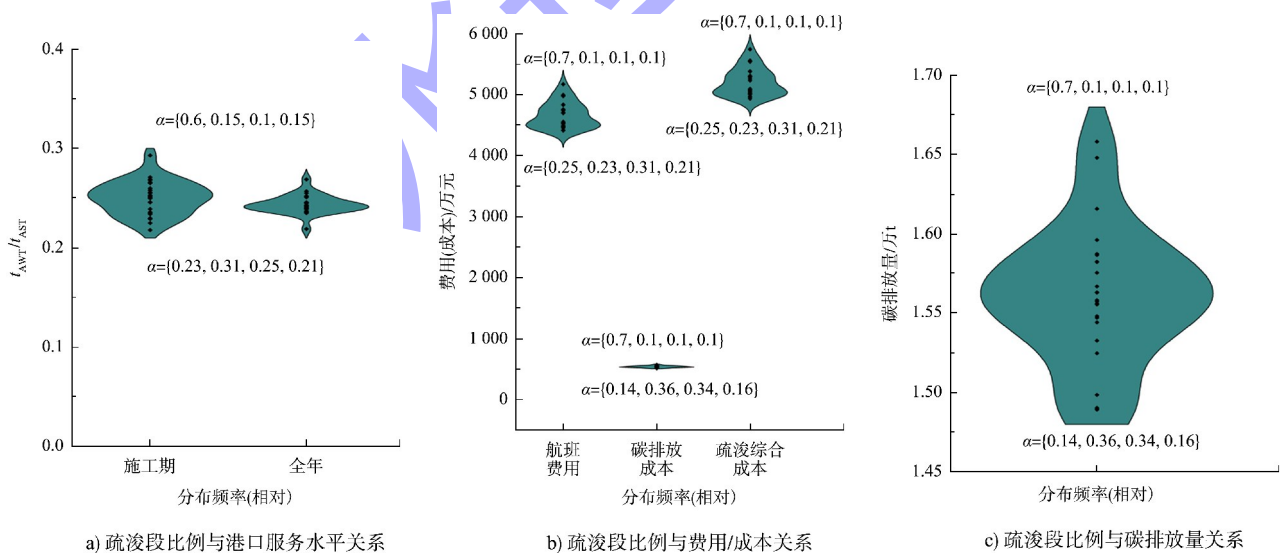 0.4
0.3
0.2
0.1
0.0
t_AWT/t_AST
α={0.6, 0.15, 0.1, 0.15}
α={0.23, 0.31, 0.25, 0.21}
施工期
全年
分布频率(相对)
a) 疏浚段比例与港口服务水平关系
6 000
5 000
4 000
3 000
2 000
1 000
0
费用(成本)/万元
α={0.7, 0.1, 0.1, 0.1}
α={0.7, 0.1, 0.1, 0.1}
α={0.25, 0.23, 0.31, 0.21}
α={0.25, 0.23, 0.31, 0.21}
α={0.7, 0.1, 0.1, 0.1}
α={0.14, 0.36, 0.34, 0.16}
航班
费用
碳排放
成本
疏浚综合
成本
分布频率(相对)
b) 疏浚段比例与费用/成本关系
1.70
1.65
1.60
1.55
1.50
1.45
碳排放量/万t
α={0.7, 0.1, 0.1, 0.1}
α={0.14, 0.36, 0.34, 0.16}
分布频率(相对)
c) 疏浚段比例与碳排放量关系